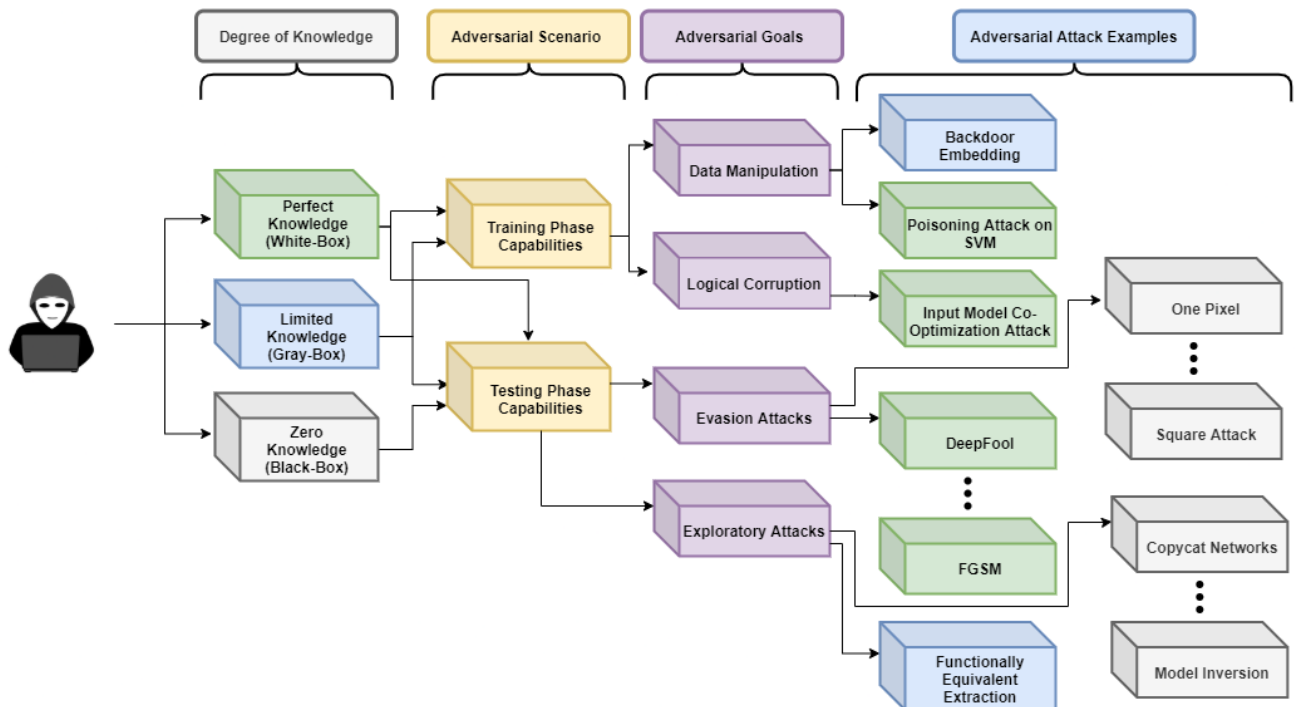 Degree of Knowledge
Adversarial Scenario
Adversarial Goals
Adversarial Attack Examples
Perfect
Knowledge
(White-Box)
Limited
Knowledge
(Gray-Box)
Zero
Knowledge
(Black-Box)
Training Phase
Capabilities
Testing Phase
Capabilities
Data Manipulation
Logical Corruption
Evasion Attacks
Exploratory Attacks
Backdoor
Embedding
Poisoning Attack on
SVM
Input Model Co-
Optimization Attack
DeepFool
FGSM
Functionally
Equivalent
Extraction
One Pixel
Square Attack
Copycat Networks
Model Inversion